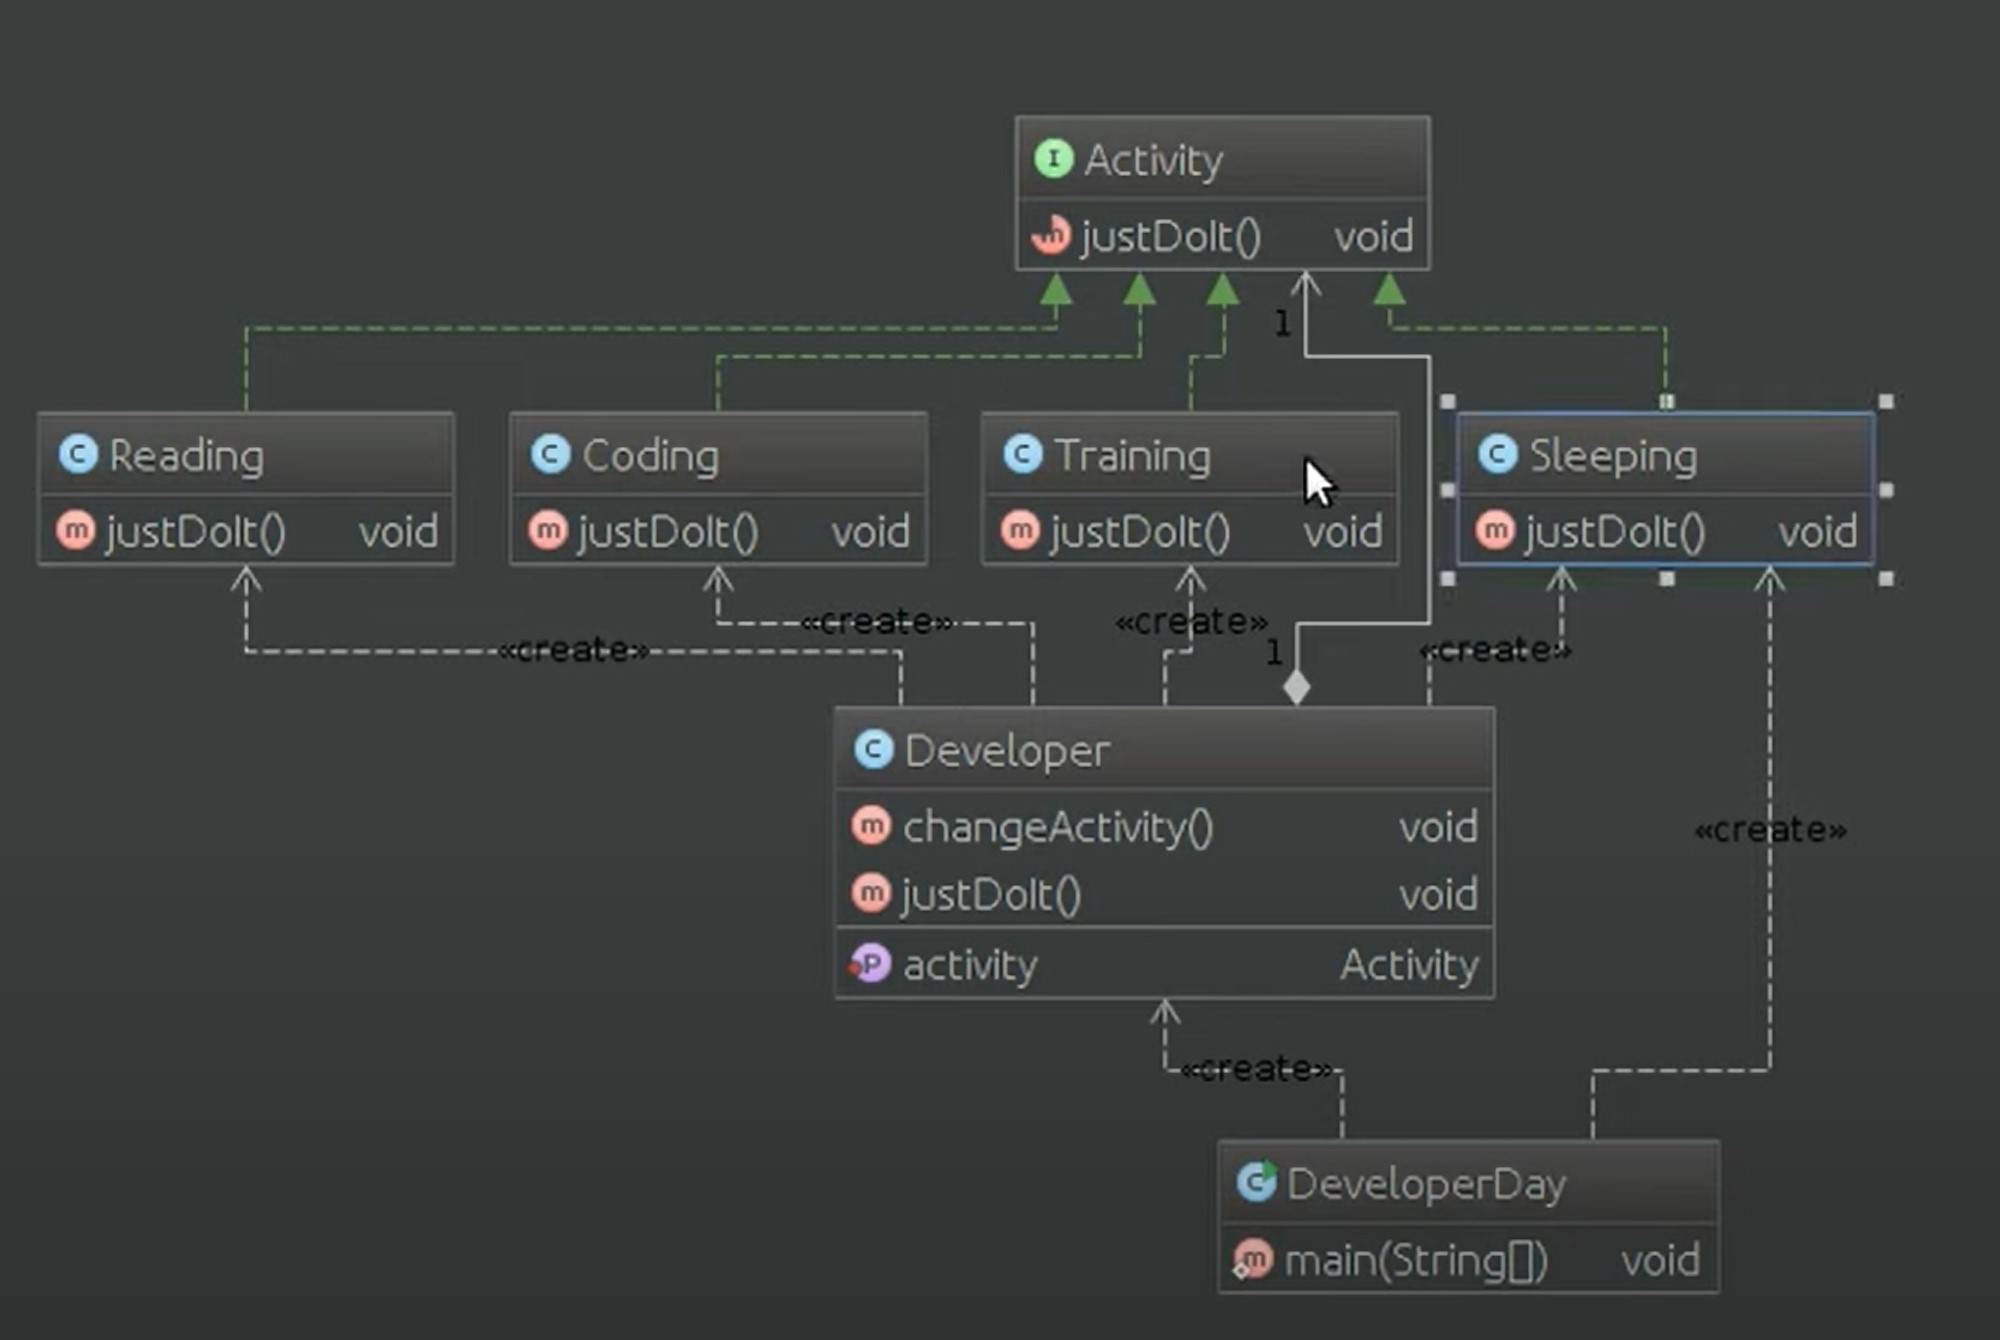 I Activity
m justDoIt() void
1
C Reading
m justDoIt() void
C Coding
m justDoIt() void
C Training
m justDoIt() void
C Sleeping
m justDoIt() void
«create»
«create»
«create»
«create»
1
C Developer
m changeActivity() void
m justDoIt() void
P activity Activity
«create»
«create»
C DeveloperDay
m main(String[]) void